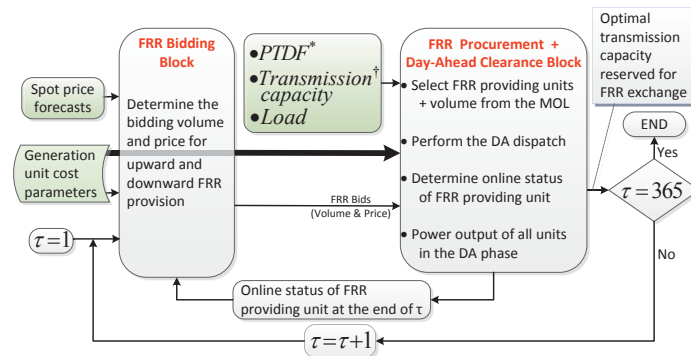 FRR Bidding
Block
Spot price
forecasts
Generation
unit cost
parameters
Determine the
bidding volume
and price for
upward and
downward FRR
provision
τ=1
•PTDF*
•Transmission†
capacity
•Load
FRR Bids
(Volume & Price)
FRR Procurement +
Day-Ahead Clearance Block
• Select FRR providing units
+ volume from the MOL
• Perform the DA dispatch
• Determine online status
of FRR providing unit
• Power output of all units
in the DA phase
Optimal
transmission
capacity
reserved for
FRR exchange
END
Yes
τ=365
No
Online status of FRR
providing unit at the end of τ
τ=τ+1